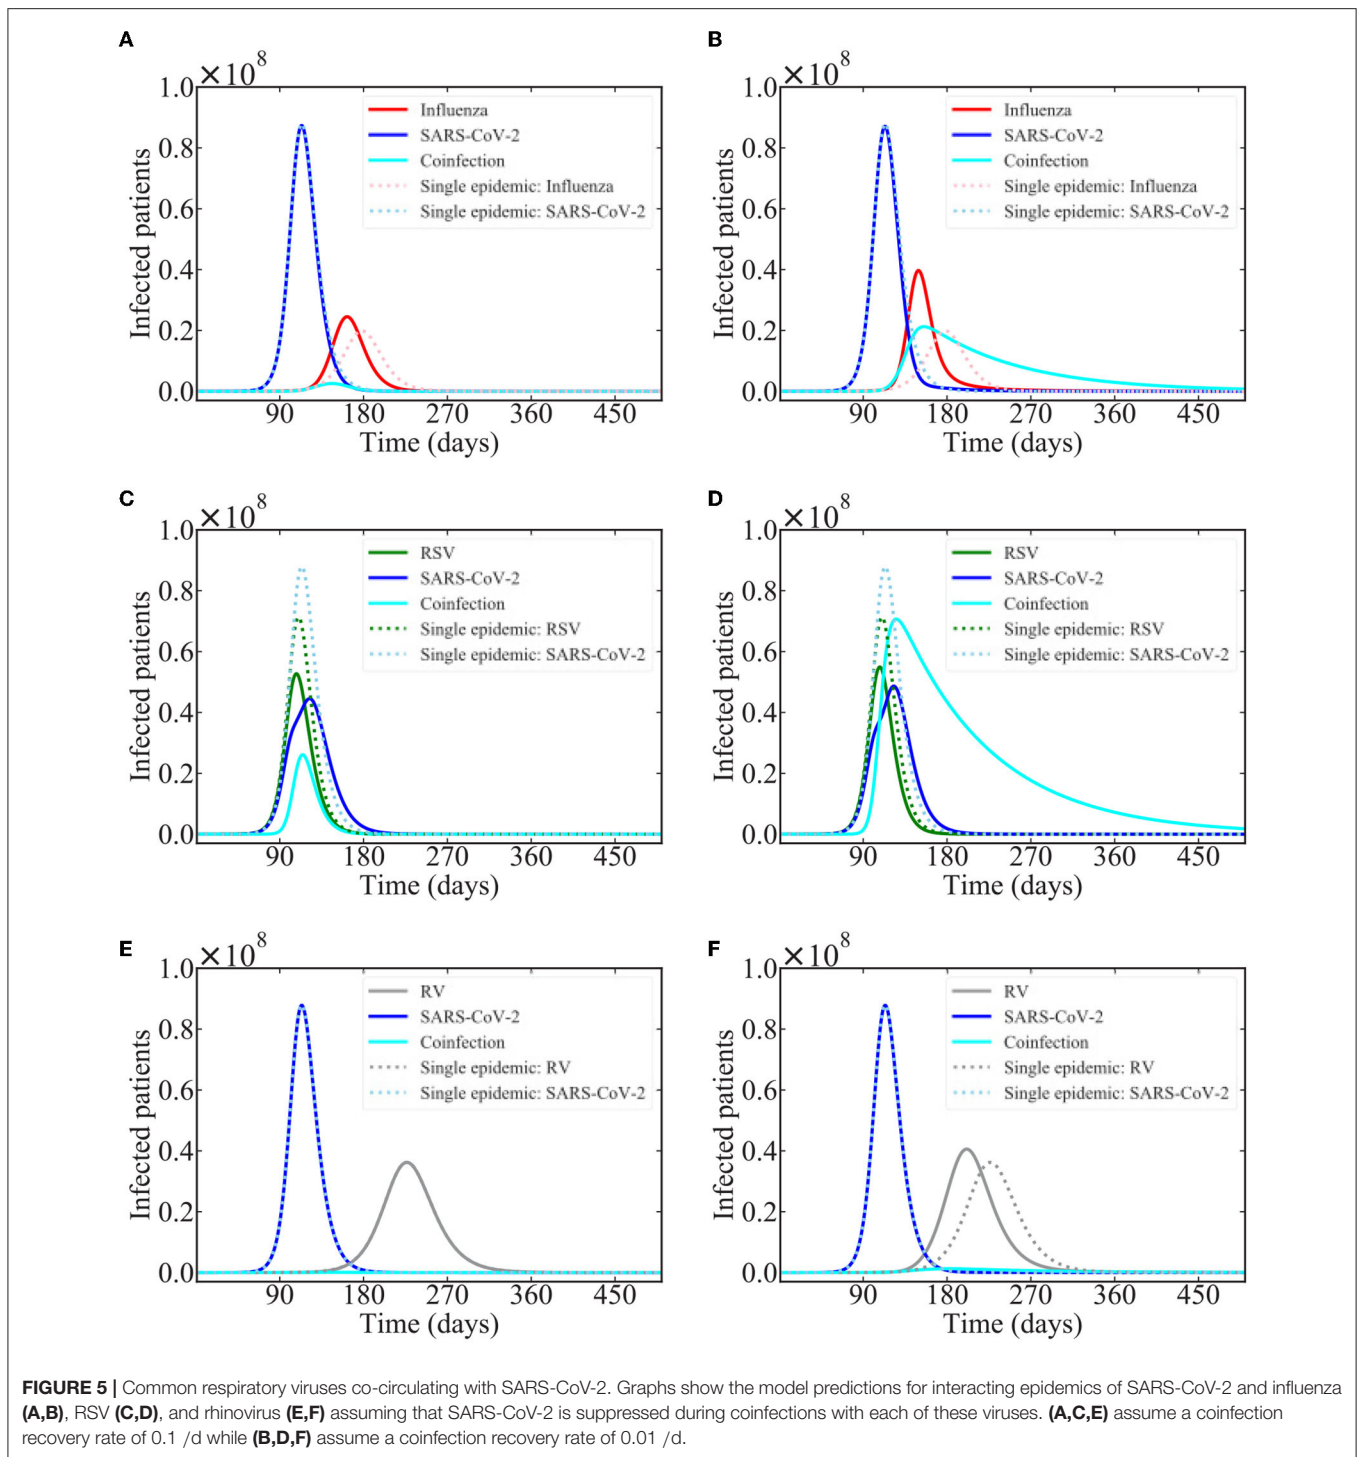 A
×10⁸
1.0
0.8
0.6
0.4
0.2
0.0
Infected patients
Influenza
SARS-CoV-2
Coinfection
Single epidemic: Influenza
Single epidemic: SARS-CoV-2
90 180 270 360 450
Time (days)
B
×10⁸
1.0
0.8
0.6
0.4
0.2
0.0
Infected patients
Influenza
SARS-CoV-2
Coinfection
Single epidemic: Influenza
Single epidemic: SARS-CoV-2
90 180 270 360 450
Time (days)
C
×10⁸
1.0
0.8
0.6
0.4
0.2
0.0
Infected patients
RSV
SARS-CoV-2
Coinfection
Single epidemic: RSV
Single epidemic: SARS-CoV-2
90 180 270 360 450
Time (days)
D
×10⁸
1.0
0.8
0.6
0.4
0.2
0.0
Infected patients
RSV
SARS-CoV-2
Coinfection
Single epidemic: RSV
Single epidemic: SARS-CoV-2
90 180 270 360 450
Time (days)
E
×10⁸
1.0
0.8
0.6
0.4
0.2
0.0
Infected patients
RV
SARS-CoV-2
Coinfection
Single epidemic: RV
Single epidemic: SARS-CoV-2
90 180 270 360 450
Time (days)
F
×10⁸
1.0
0.8
0.6
0.4
0.2
0.0
Infected patients
RV
SARS-CoV-2
Coinfection
Single epidemic: RV
Single epidemic: SARS-CoV-2
90 180 270 360 450
Time (days)
FIGURE 5 | Common respiratory viruses co-circulating with SARS-CoV-2. Graphs show the model predictions for interacting epidemics of SARS-CoV-2 and influenza
(A,B), RSV (C,D), and rhinovirus (E,F) assuming that SARS-CoV-2 is suppressed during coinfections with each of these viruses. (A,C,E) assume a coinfection
recovery rate of 0.1 /d while (B,D,F) assume a coinfection recovery rate of 0.01 /d.